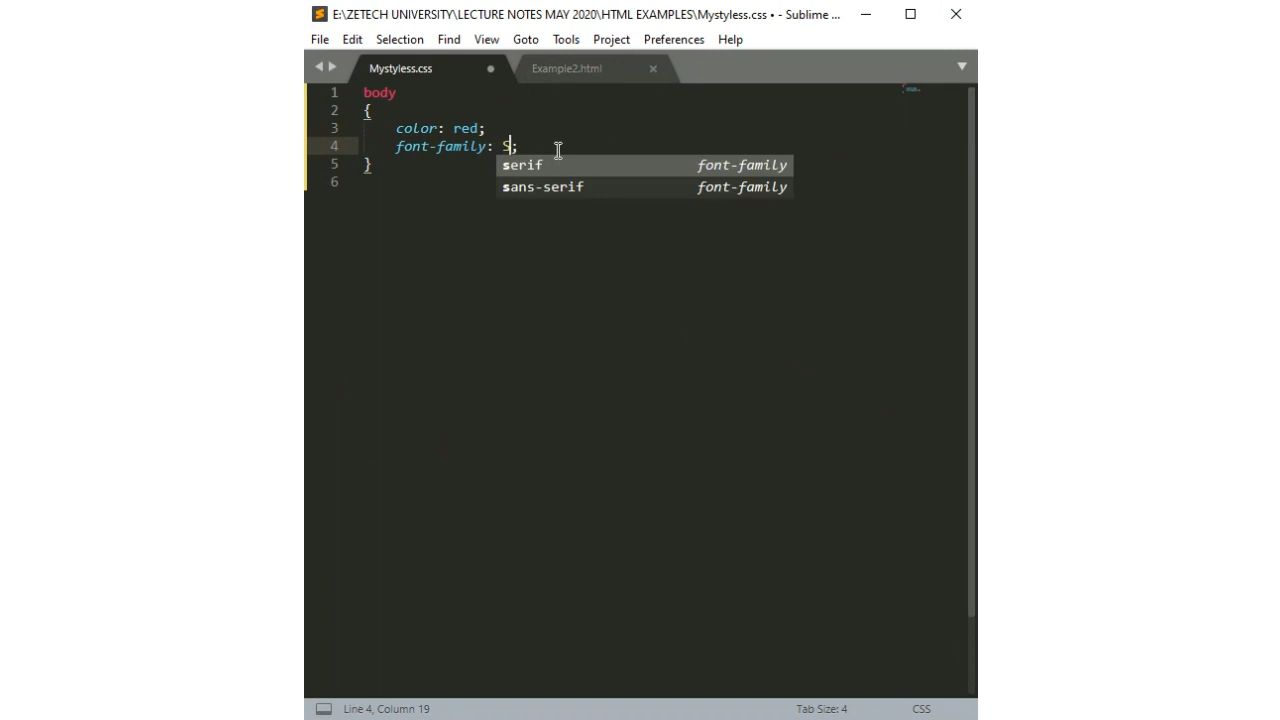 E:\ZETECH UNIVERSITY\LECTURE NOTES MAY 2020\HTML EXAMPLES\Mystyless.css • - Sublime ...
File Edit Selection Find View Goto Tools Project Preferences Help
Mystyless.css Example2.html
1 body
2 {
3 color: red;
4 font-family: S;
serif font-family
5 }
sans-serif font-family
6
Line 4, Column 19 Tab Size: 4 CSS